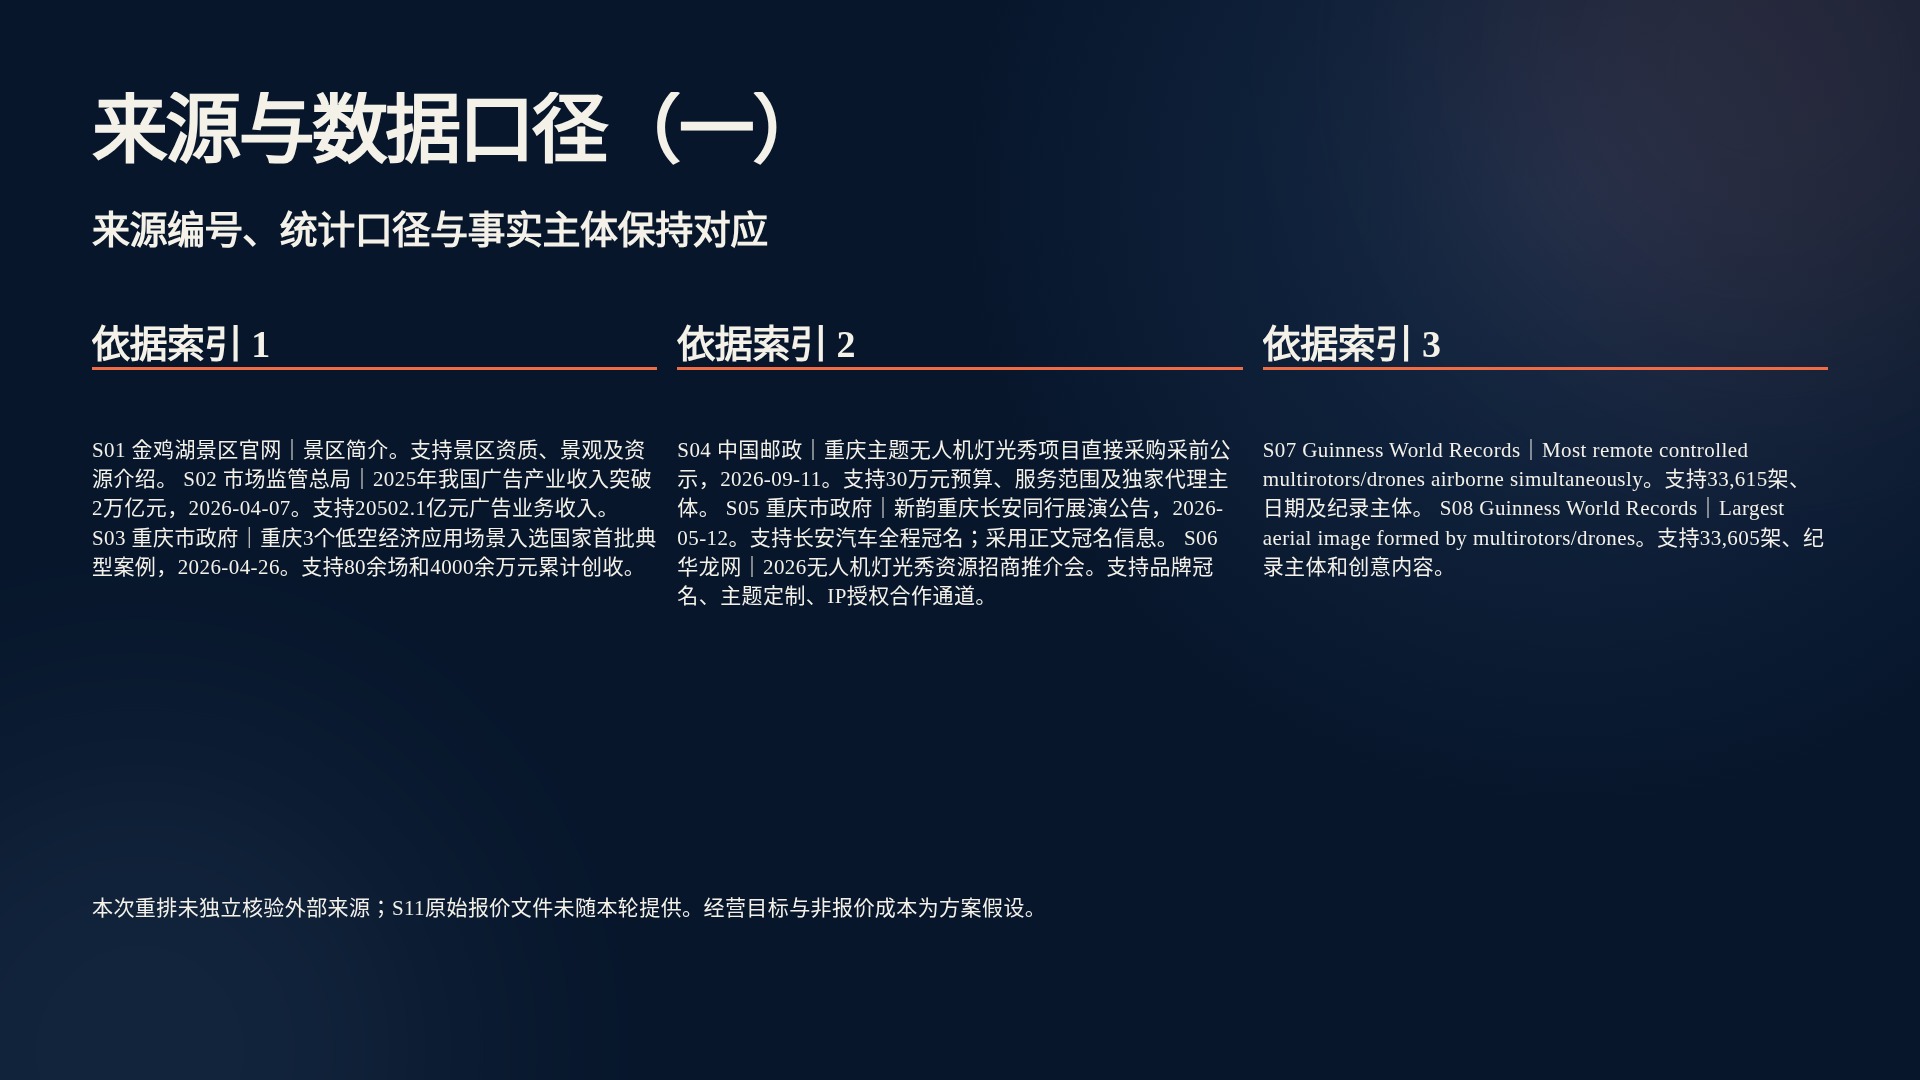 来源与数据口径（一）
来源编号、统计口径与事实主体保持对应
依据索引 1
S01 金鸡湖景区官网｜景区简介。支持景区资质、景观及资
源介绍。 S02 市场监管总局｜2025年我国广告产业收入突破
2万亿元，2026-04-07。支持20502.1亿元广告业务收入。
S03 重庆市政府｜重庆3个低空经济应用场景入选国家首批典
型案例，2026-04-26。支持80余场和4000余万元累计创收。
依据索引 2
S04 中国邮政｜重庆主题无人机灯光秀项目直接采购采前公
示，2026-09-11。支持30万元预算、服务范围及独家代理主
体。 S05 重庆市政府｜新韵重庆长安同行展演公告，2026-
05-12。支持长安汽车全程冠名；采用正文冠名信息。 S06
华龙网｜2026无人机灯光秀资源招商推介会。支持品牌冠
名、主题定制、IP授权合作通道。
依据索引 3
S07 Guinness World Records｜Most remote controlled
multirotors/drones airborne simultaneously。支持33,615架、
日期及纪录主体。 S08 Guinness World Records｜Largest
aerial image formed by multirotors/drones。支持33,605架、纪
录主体和创意内容。
本次重排未独立核验外部来源；S11原始报价文件未随本轮提供。经营目标与非报价成本为方案假设。